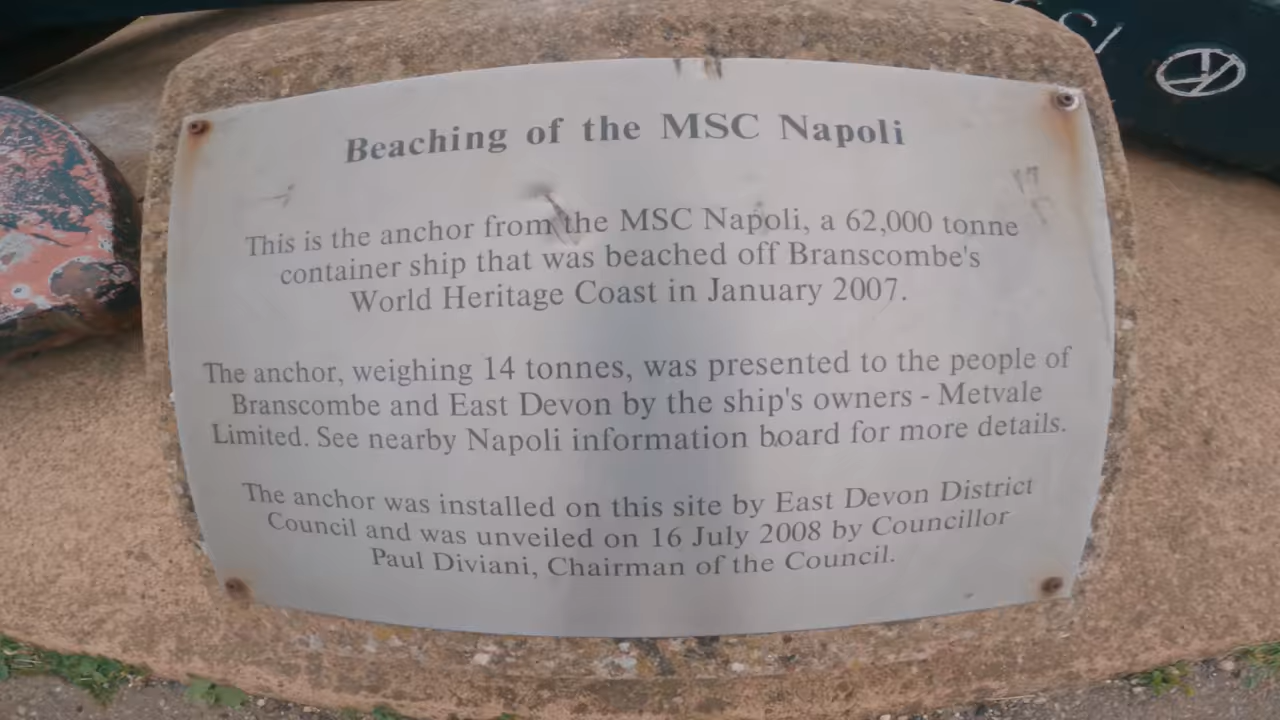 Beaching of the MSC Napoli
This is the anchor from the MSC Napoli, a 62,000 tonne
container ship that was beached off Branscombe's
World Heritage Coast in January 2007.
The anchor, weighing 14 tonnes, was presented to the people of
Branscombe and East Devon by the ship's owners - Metvale
Limited. See nearby Napoli information board for more details.
The anchor was installed on this site by East Devon District
Council and was unveiled on 16 July 2008 by Councillor
Paul Diviani, Chairman of the Council.